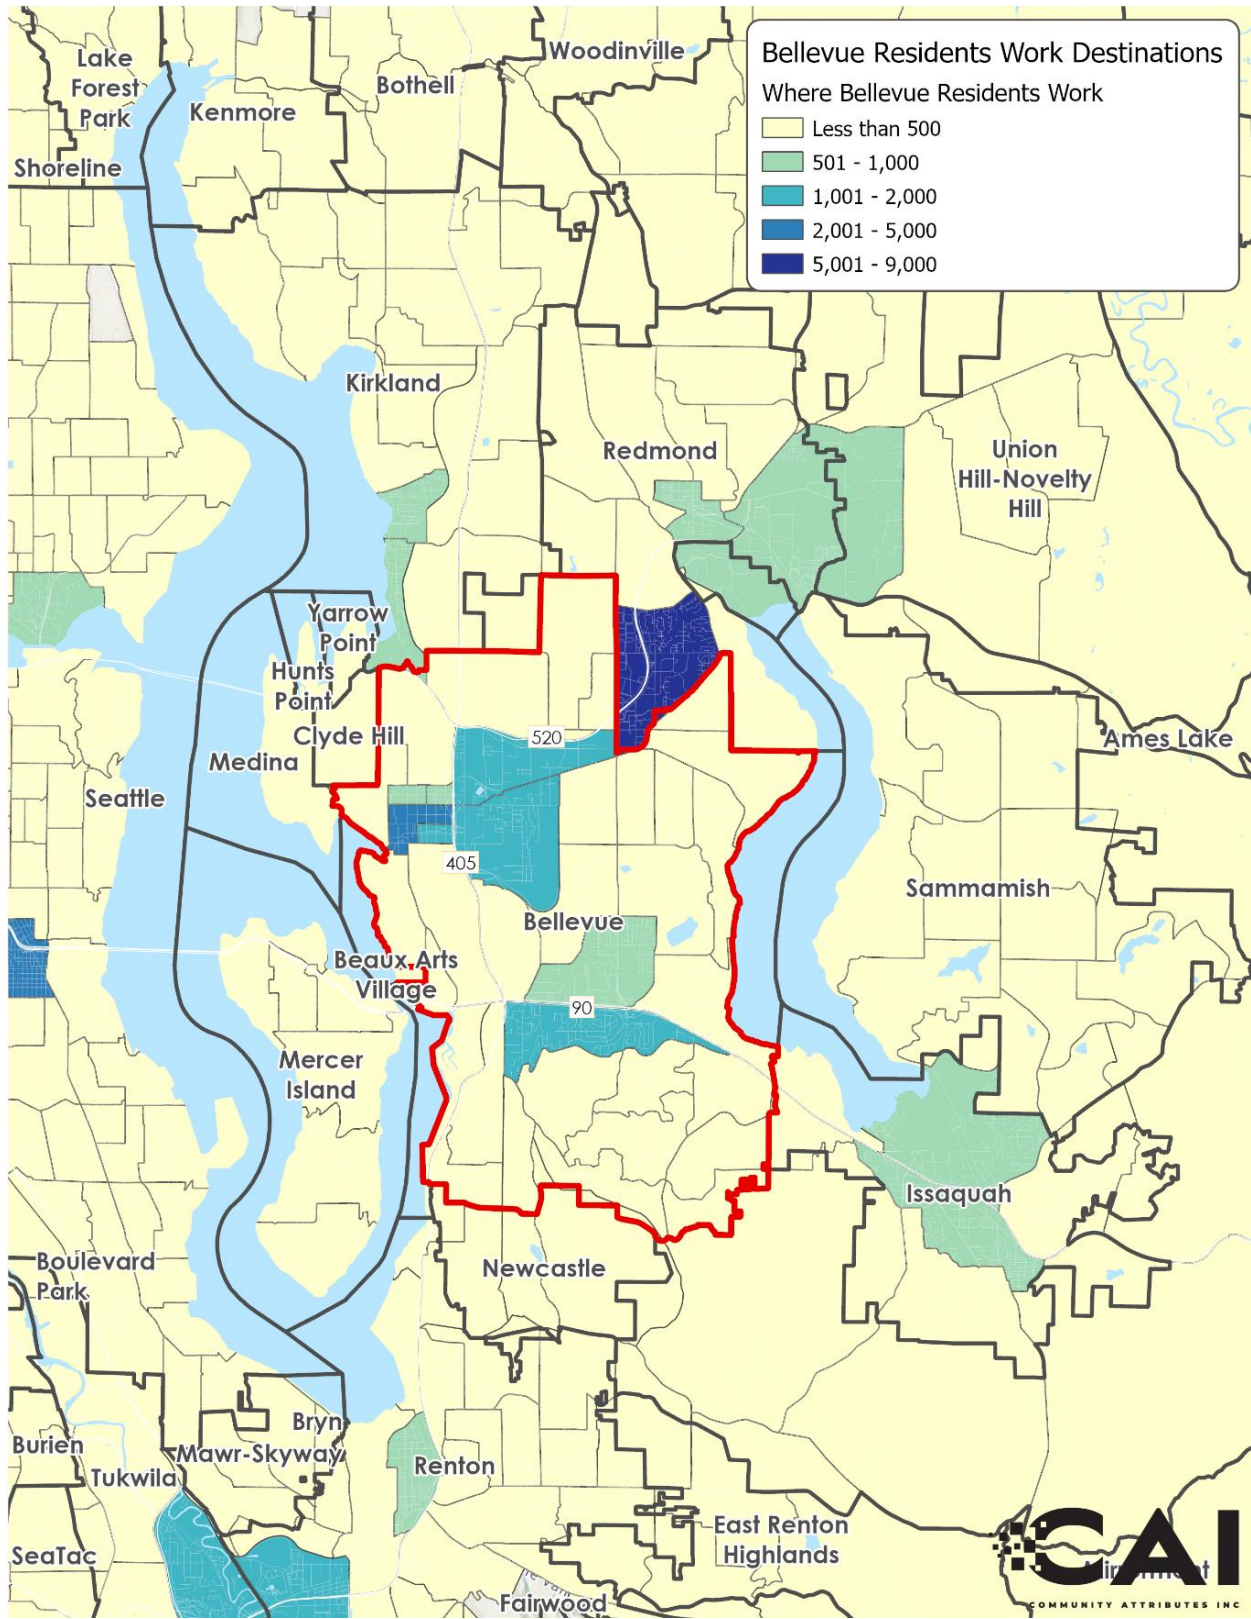 Bellevue Residents Work Destinations
Where Bellevue Residents Work
Less than 500
501 - 1,000
1,001 - 2,000
2,001 - 5,000
5,001 - 9,000
Lake
Forest
Park
Kenmore
Bothell
Woodinville
Shoreline
Kirkland
Redmond
Union
Hill-Novelty
Hill
Yarrow
Point
Hunts
Point
Clyde Hill
Medina
520
Ames Lake
Seattle
405
Sammamish
Bellevue
Beaux Arts
Village
90
Mercer
Island
Issaquah
Newcastle
Boulevard
Park
Bryn
Mawr-Skyway
Burien
Tukwila
Renton
SeaTac
East Renton
Highlands
Fairwood
CAI
COMMUNITY ATTRIBUTES INC